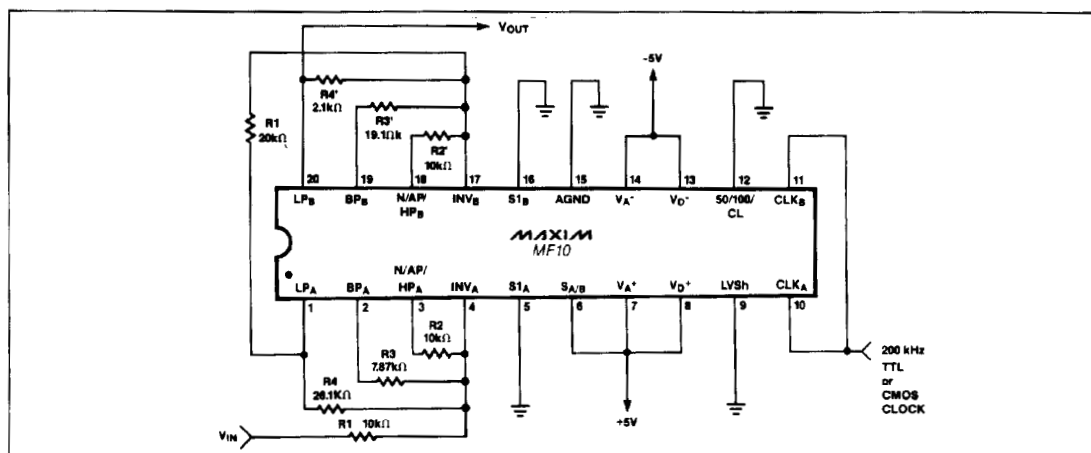 VOUT
R4'
2.1kΩ
R3'
19.1Ωk
R2'
10kΩ
R1
20kΩ
-5V
20 19 18 17 16 15 14 13 12 11
LPB BPB N/AP/HPB INVB S1B AGND VA- VD- 50/100/CL CLKB
MAXIM
MF10
LPA BPA N/AP/HPA INVA S1A SA/B VA+ VD+ LVSh CLKA
1 2 3 4 5 6 7 8 9 10
R2
10kΩ
R3
7.87kΩ
R4
26.1KΩ
VIN
R1 10kΩ
+5V
200 kHz
TTL
or
CMOS
CLOCK